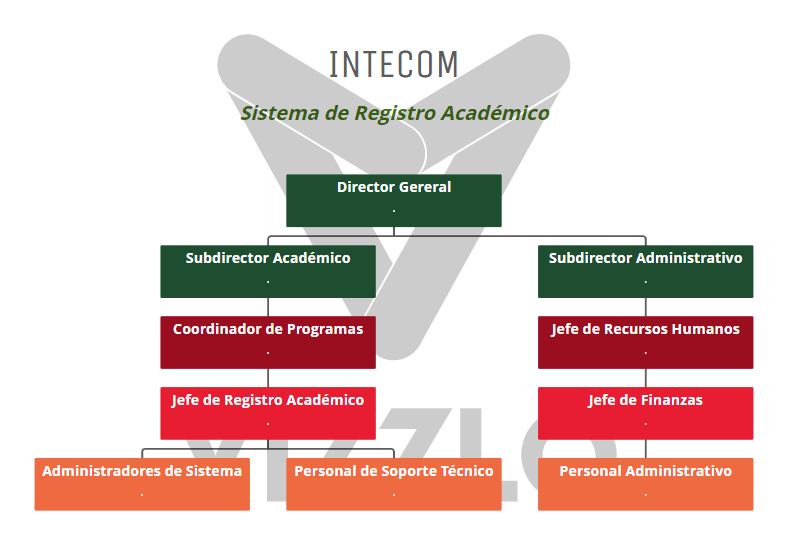 INTECOM
Sistema de Registro Académico
Director Gereral
.
Subdirector Académico
.
Subdirector Administrativo
.
Coordinador de Programas
.
Jefe de Recursos Humanos
.
Jefe de Registro Académico
.
Jefe de Finanzas
.
VIZZLO
Administradores de Sistema
.
Personal de Soporte Técnico
.
Personal Administrativo
.